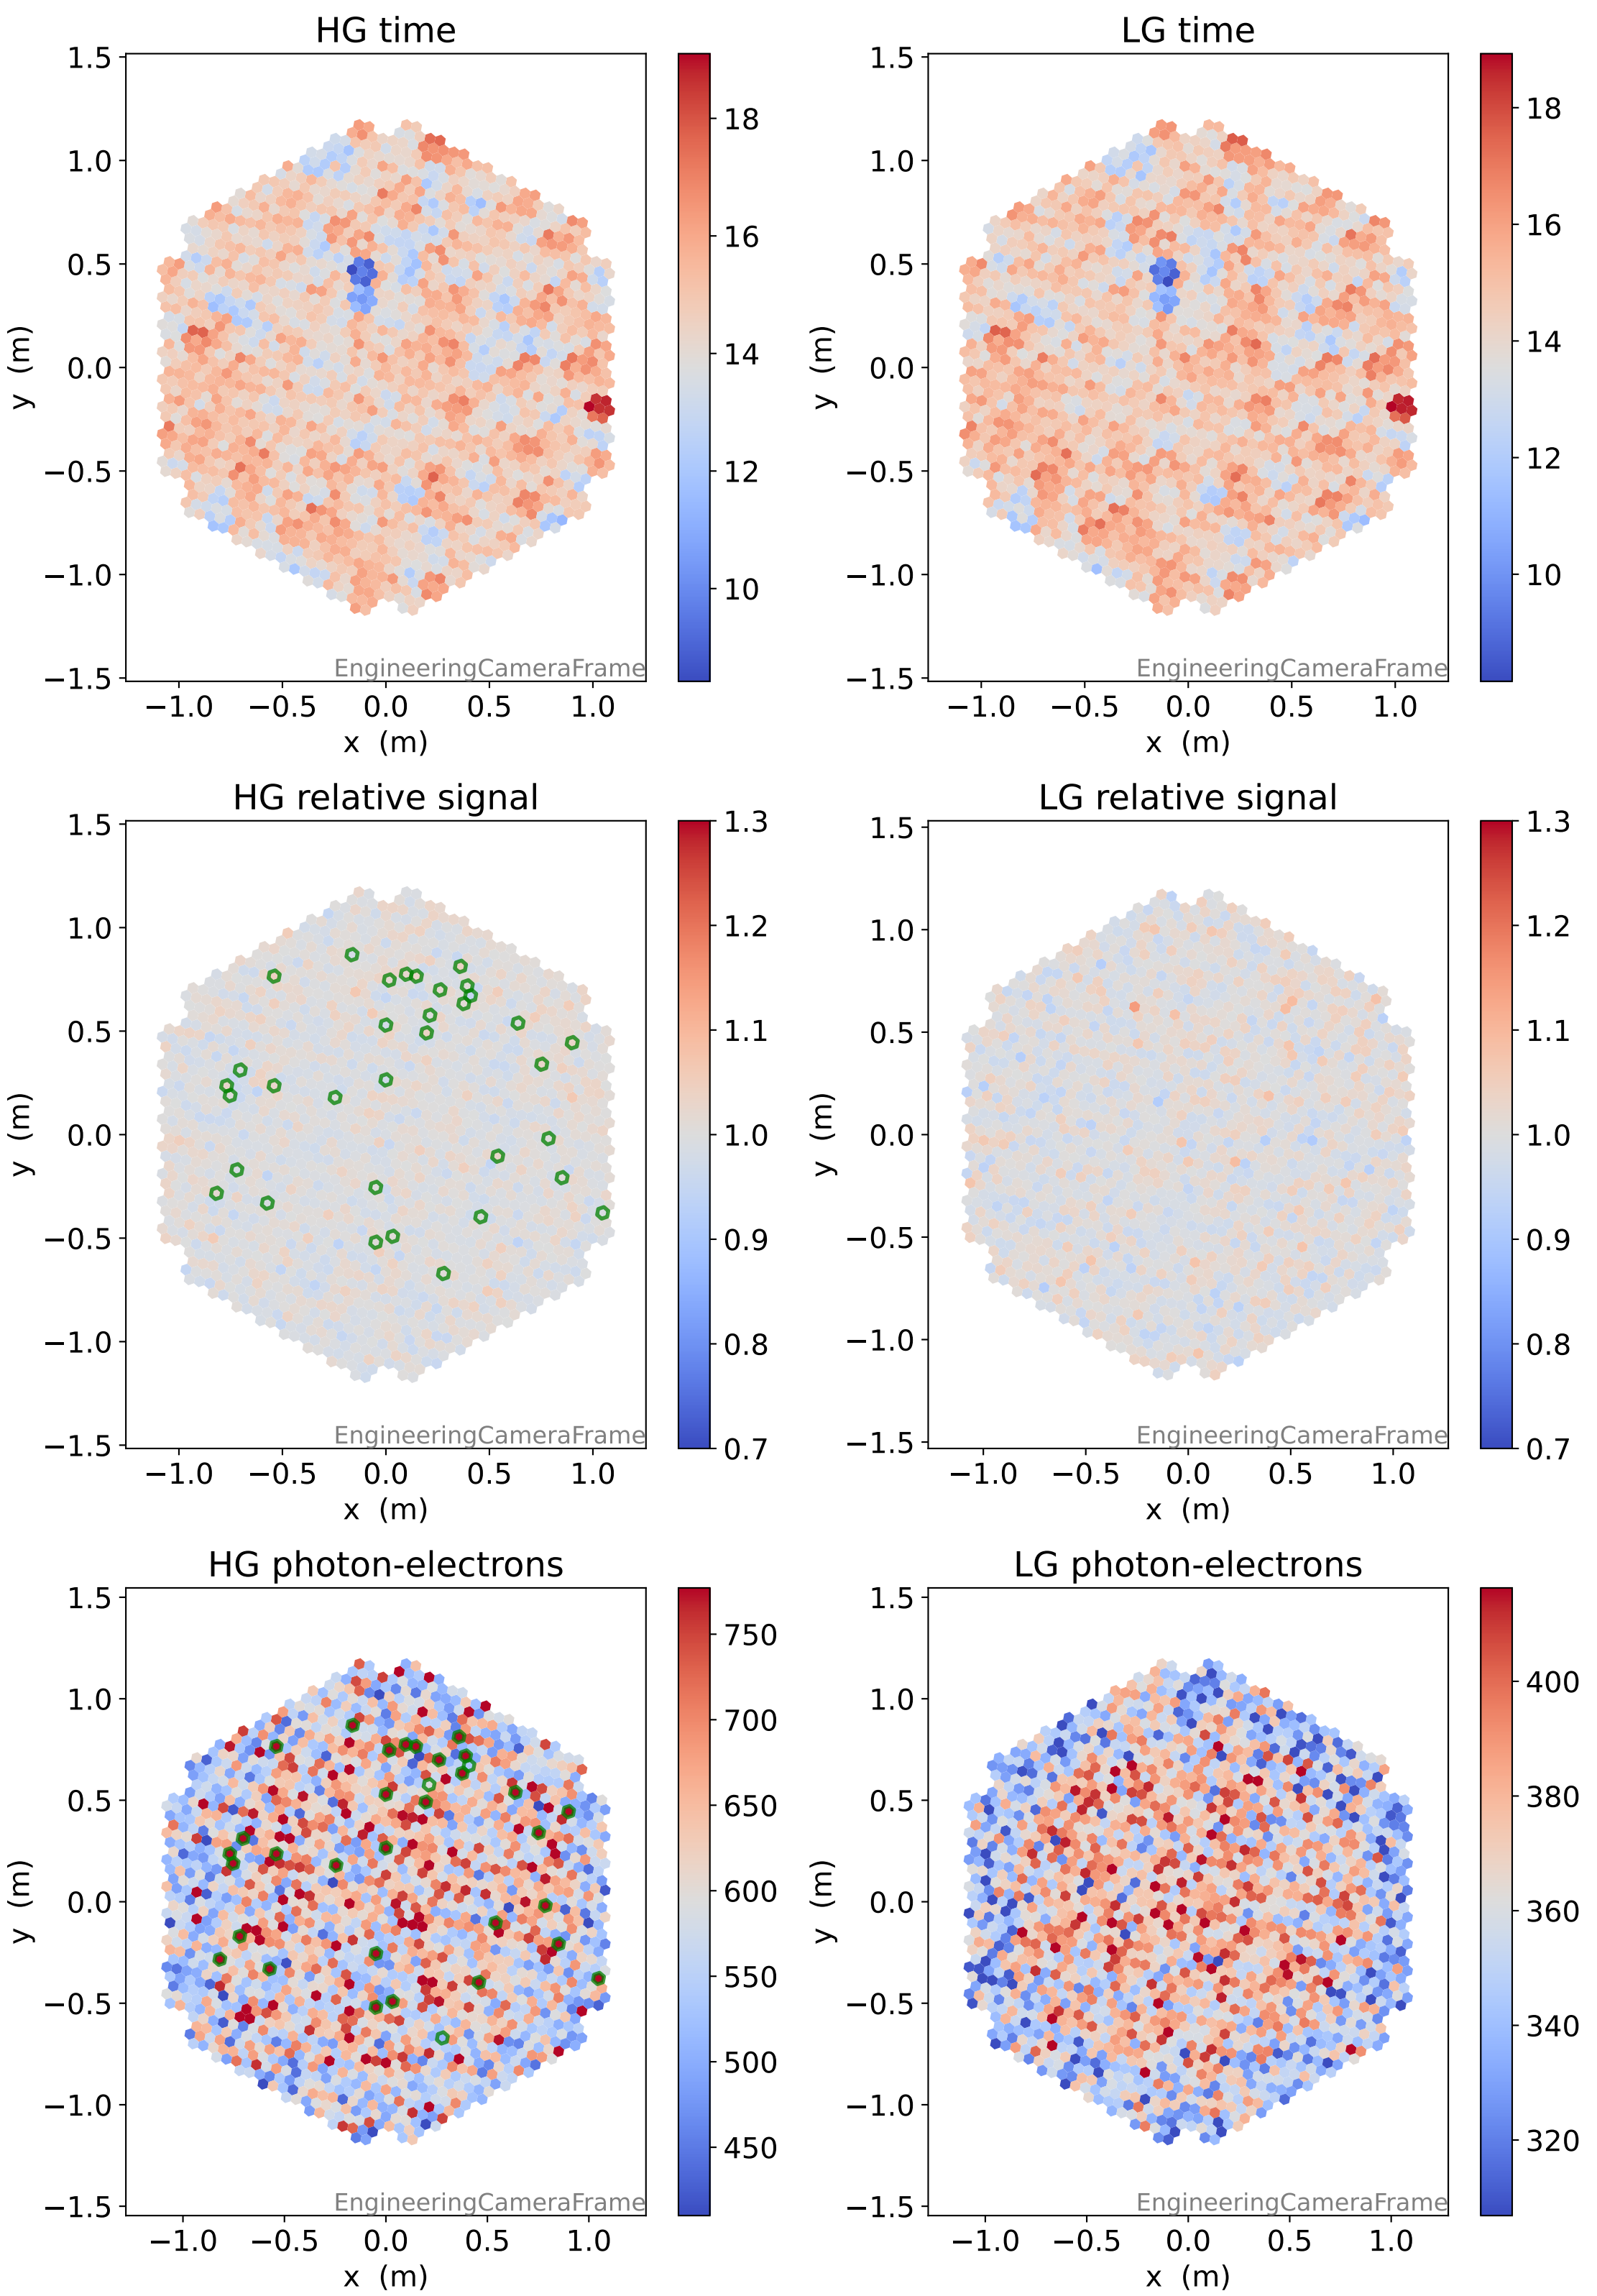 HG time
1.5
1.0
0.5
0.0
−0.5
−1.0
−1.5
y (m)
−1.0 −0.5 0.0 0.5 1.0
x (m)
EngineeringCameraFrame
18
16
14
12
10
LG time
1.5
1.0
0.5
0.0
−0.5
−1.0
−1.5
y (m)
−1.0 −0.5 0.0 0.5 1.0
x (m)
EngineeringCameraFrame
18
16
14
12
10
HG relative signal
1.5
1.0
0.5
0.0
−0.5
−1.0
−1.5
y (m)
−1.0 −0.5 0.0 0.5 1.0
x (m)
EngineeringCameraFrame
1.3
1.2
1.1
1.0
0.9
0.8
0.7
LG relative signal
1.5
1.0
0.5
0.0
−0.5
−1.0
−1.5
y (m)
−1.0 −0.5 0.0 0.5 1.0
x (m)
EngineeringCameraFrame
1.3
1.2
1.1
1.0
0.9
0.8
0.7
HG photon-electrons
1.5
1.0
0.5
0.0
−0.5
−1.0
−1.5
y (m)
−1.0 −0.5 0.0 0.5 1.0
x (m)
EngineeringCameraFrame
750
700
650
600
550
500
450
LG photon-electrons
1.5
1.0
0.5
0.0
−0.5
−1.0
−1.5
y (m)
−1.0 −0.5 0.0 0.5 1.0
x (m)
EngineeringCameraFrame
400
380
360
340
320